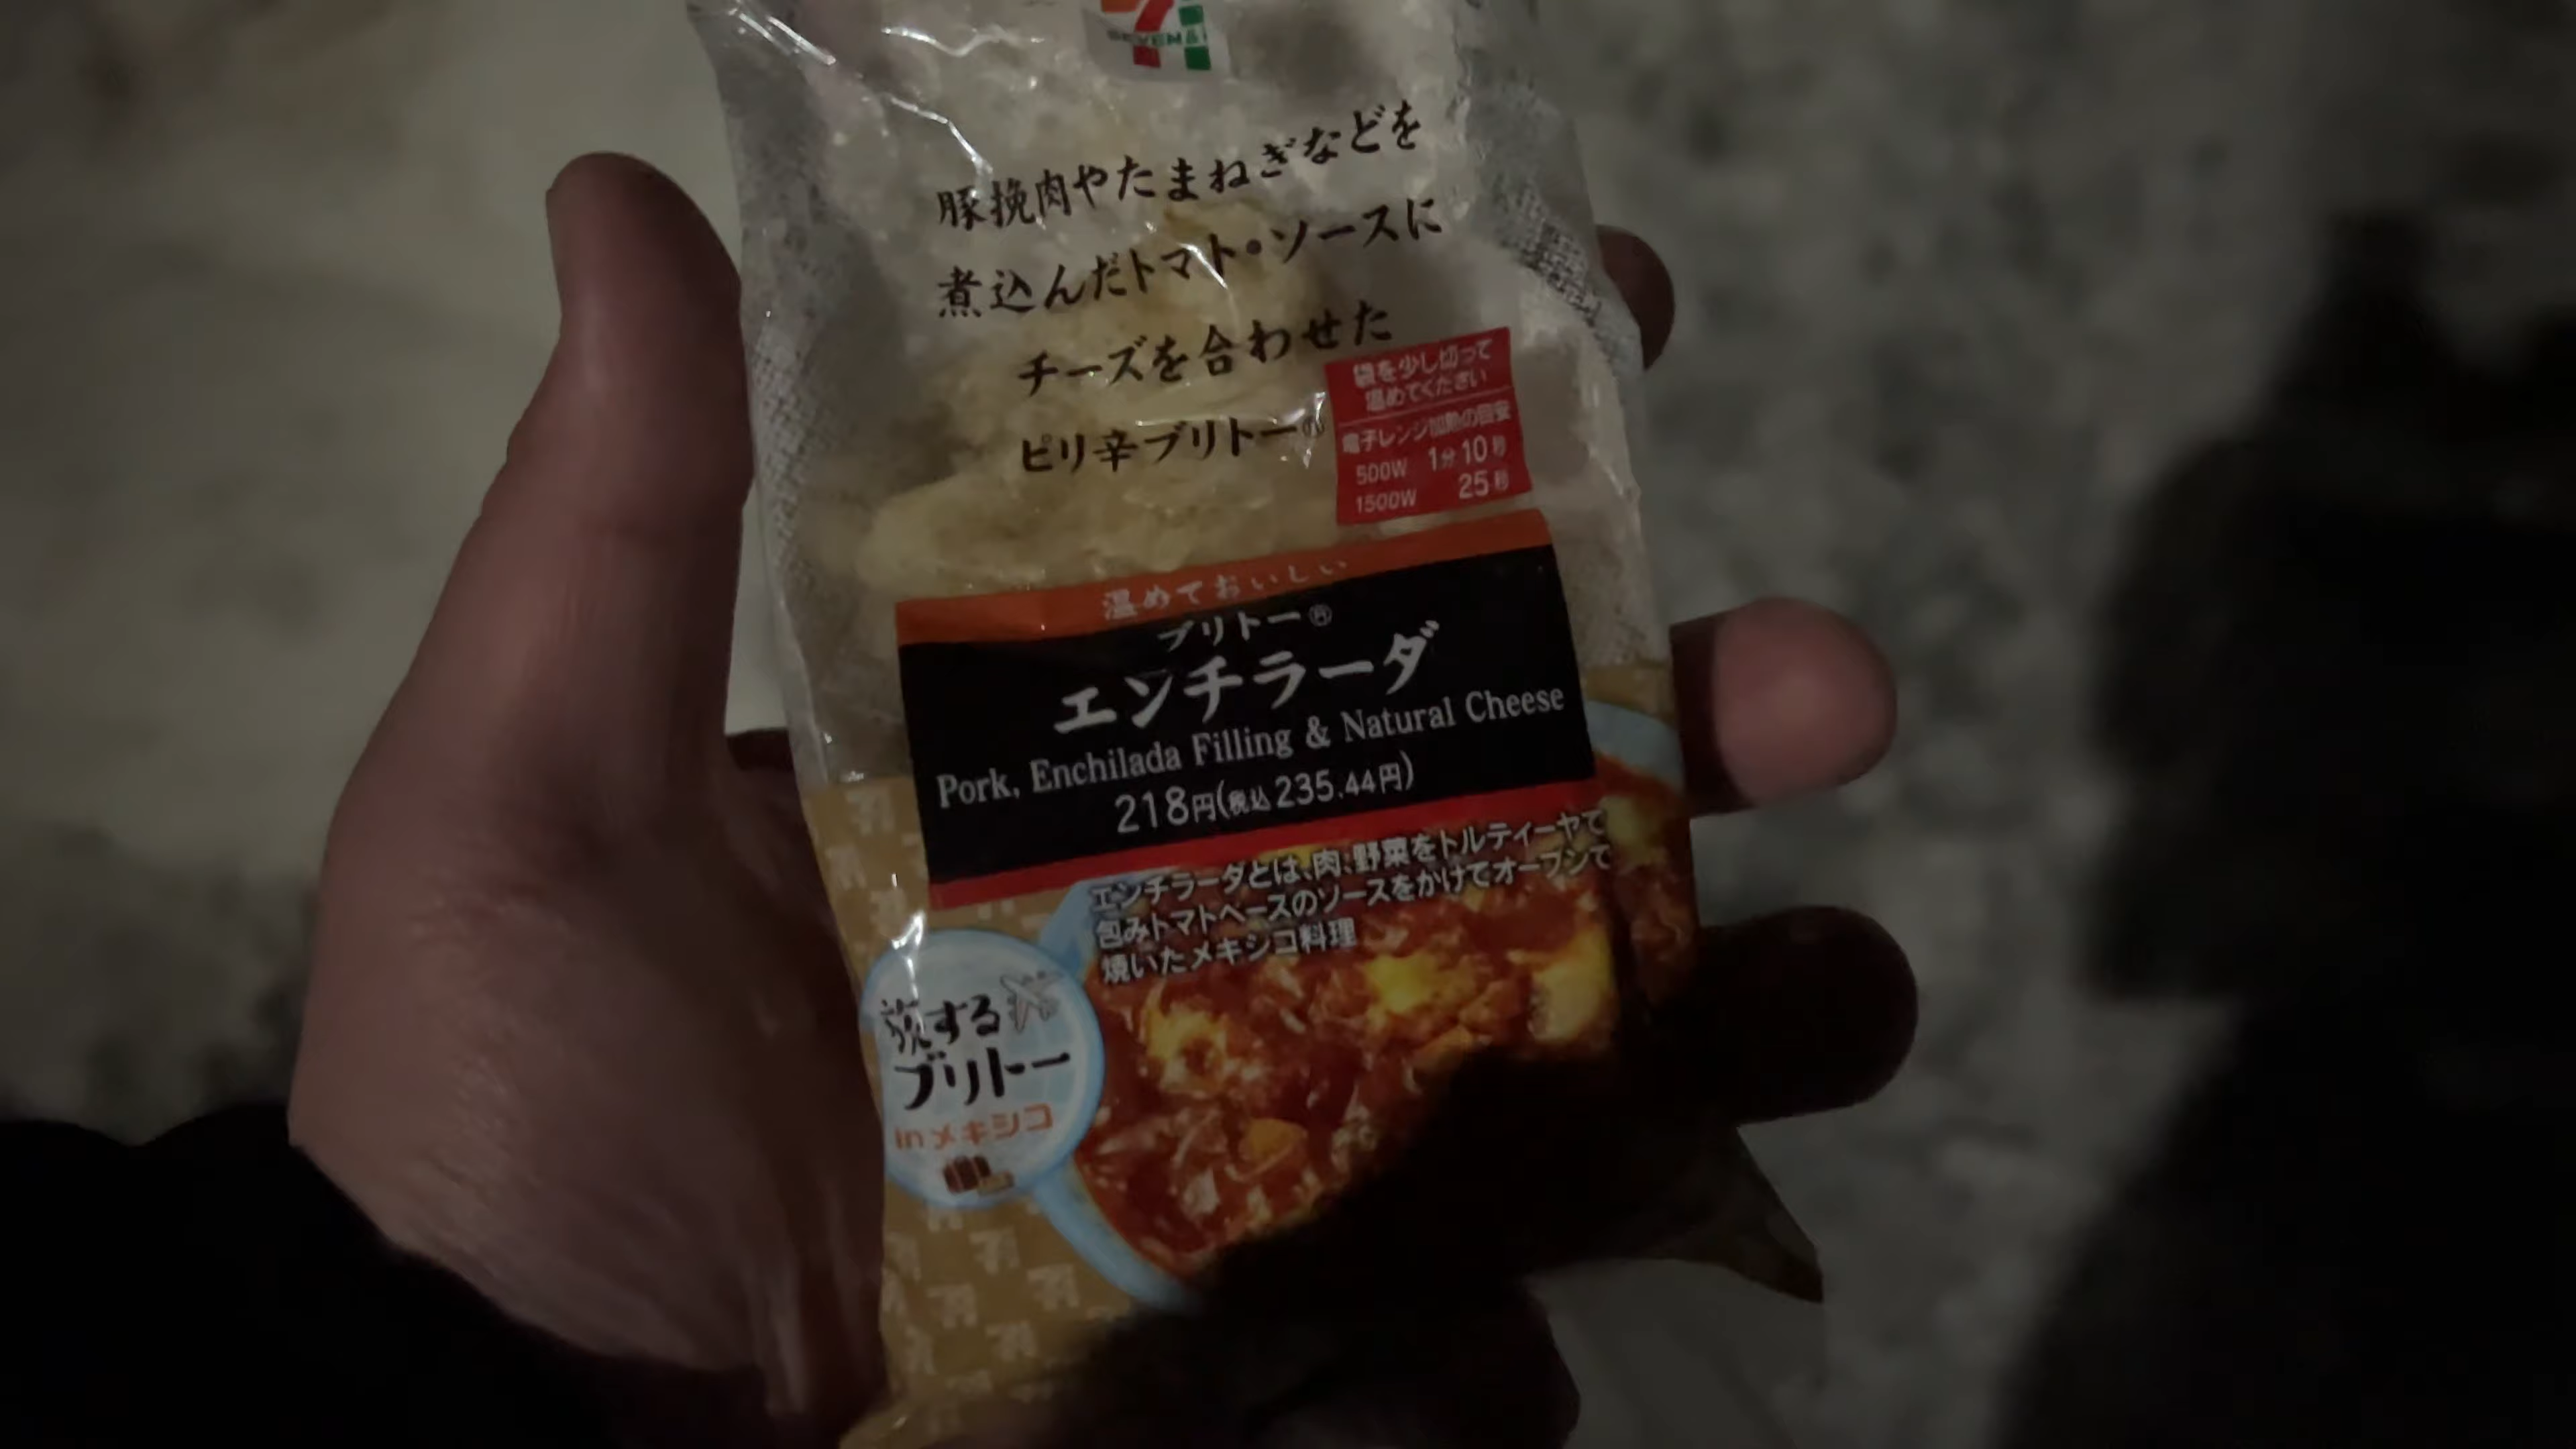 豚挽肉やたまねぎなどを
煮込んだトマト・ソースに
チーズを合わせた
ピリ辛ブリトー®
袋を少し切って
温めてください
電子レンジ加熱の目安
500W 1分10秒
1500W 25秒
温めておいしい
ブリトー®
エンチラーダ
Pork, Enchilada Filling & Natural Cheese
218円(税込235.44円)
エンチラーダとは、肉、野菜をトルティーヤで
包みトマトベースのソースをかけてオーブンで
焼いたメキシコ料理
旅する
ブリトー
inメキシコ